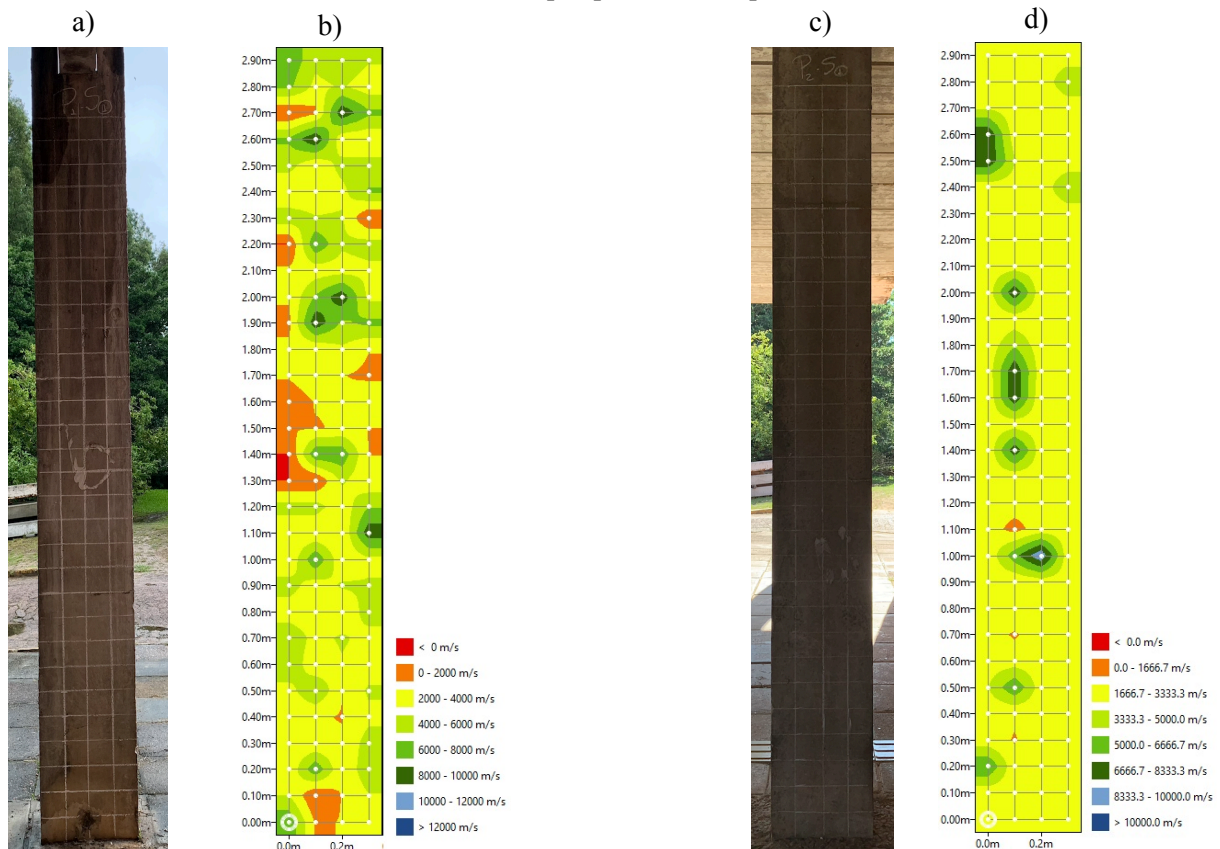 a)
b)
c)
d)
P1-S①
2.90m
2.80m
2.70m
2.60m
2.50m
2.40m
2.30m
2.20m
2.10m
2.00m
1.90m
1.80m
1.70m
1.60m
1.50m
1.40m
1.30m
1.20m
1.10m
1.00m
0.90m
0.80m
0.70m
0.60m
0.50m
0.40m
0.30m
0.20m
0.10m
0.00m
0.0m
0.2m
< 0 m/s
0 - 2000 m/s
2000 - 4000 m/s
4000 - 6000 m/s
6000 - 8000 m/s
8000 - 10000 m/s
10000 - 12000 m/s
> 12000 m/s
P2-S①
2.90m
2.80m
2.70m
2.60m
2.50m
2.40m
2.30m
2.20m
2.10m
2.00m
1.90m
1.80m
1.70m
1.60m
1.50m
1.40m
1.30m
1.20m
1.10m
1.00m
0.90m
0.80m
0.70m
0.60m
0.50m
0.40m
0.30m
0.20m
0.10m
0.00m
0.0m
0.2m
< 0.0 m/s
0.0 - 1666.7 m/s
1666.7 - 3333.3 m/s
3333.3 - 5000.0 m/s
5000.0 - 6666.7 m/s
6666.7 - 8333.3 m/s
8333.3 - 10000.0 m/s
> 10000.0 m/s